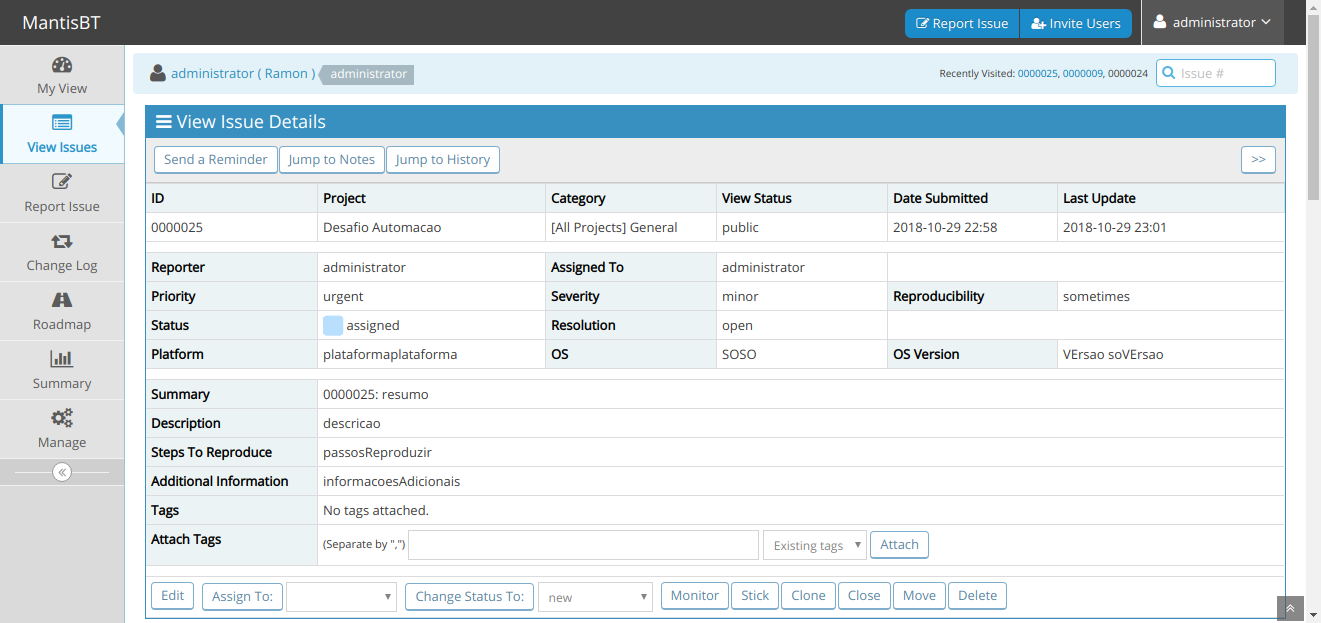 MantisBT
Report Issue
Invite Users
administrator
My View
View Issues
Report Issue
Change Log
Roadmap
Summary
Manage
administrator ( Ramon ) administrator
Recently Visited: 0000025, 0000009, 0000024
Issue #
View Issue Details
Send a Reminder Jump to Notes Jump to History >>
ID Project Category View Status Date Submitted Last Update
0000025 Desafio Automacao [All Projects] General public 2018-10-29 22:58 2018-10-29 23:01
Reporter administrator Assigned To administrator
Priority urgent Severity minor Reproducibility sometimes
Status assigned Resolution open
Platform plataformaplataforma OS SOSO OS Version VErsao soVErsao
Summary 0000025: resumo
Description descricao
Steps To Reproduce passosReproduzir
Additional Information informacoesAdicionais
Tags No tags attached.
Attach Tags (Separate by ",") Existing tags Attach
Edit Assign To: Change Status To: new Monitor Stick Clone Close Move Delete